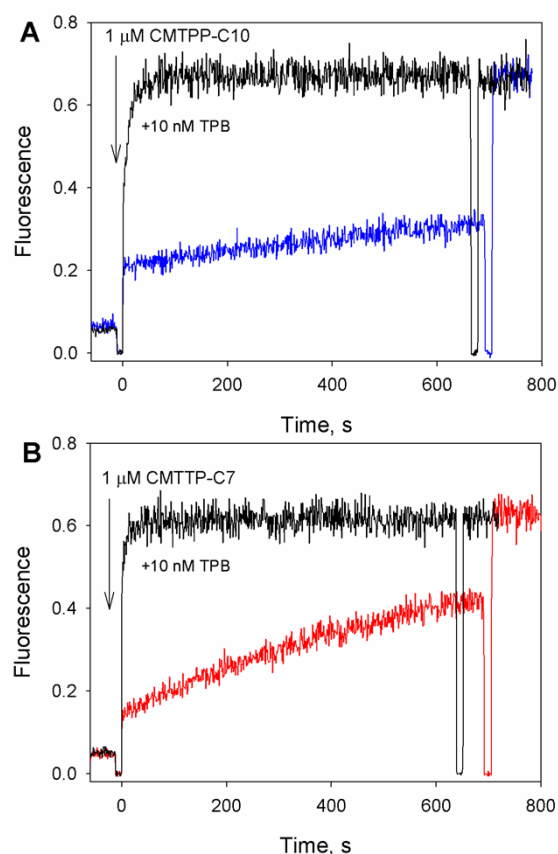 A
1 μM CMTPP-C10
+10 nM TPB
Fluorescence
0.8
0.6
0.4
0.2
0.0
0 200 400 600 800
Time, s
B
1 μM CMTTP-C7
+10 nM TPB
Fluorescence
0.8
0.6
0.4
0.2
0.0
0 200 400 600 800
Time, s